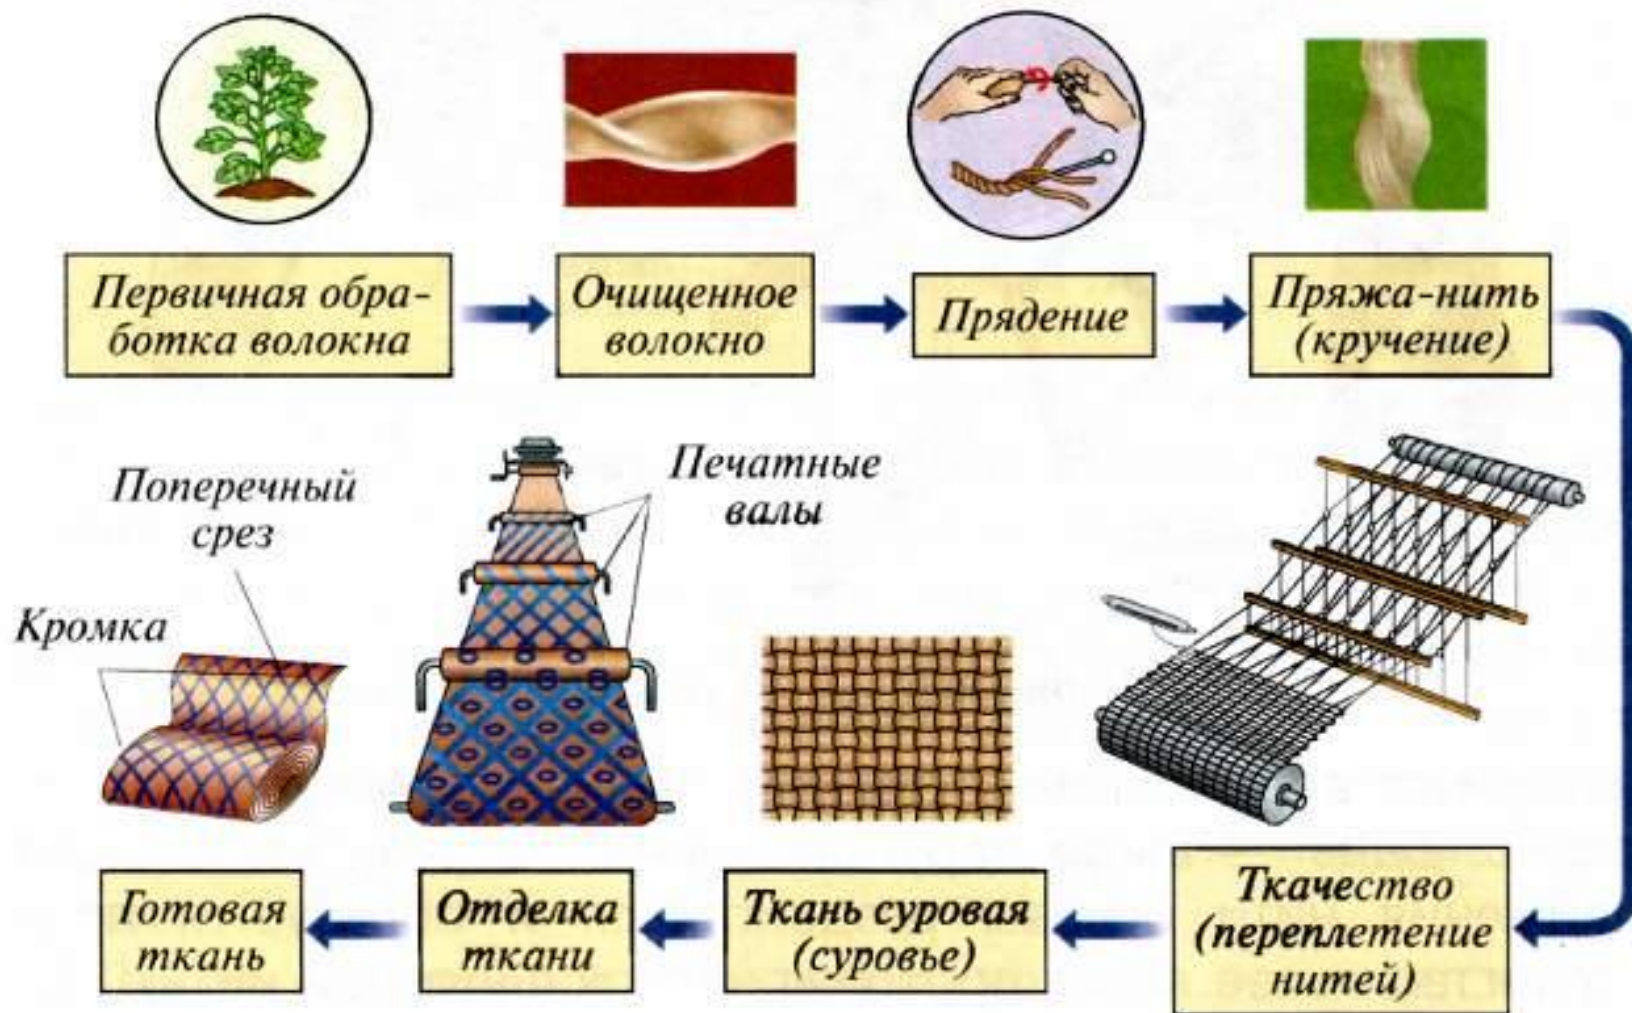 Первичная обра-
ботка волокна
Очищенное
волокно
Прядение
Пряжа-нить
(кручение)
Поперечный
срез
Кромка
Печатные
валы
Готовая
ткань
Отделка
ткани
Ткань суровая
(суровье)
Ткачество
(переплетение
нитей)